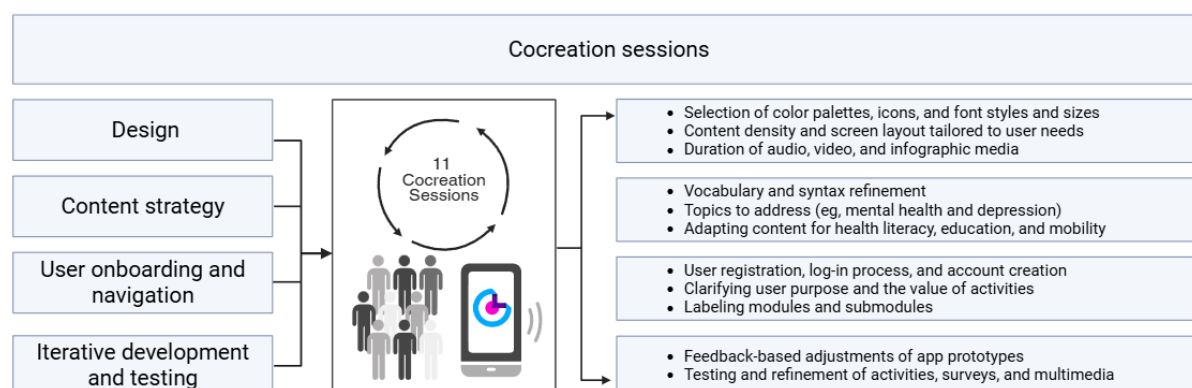 Cocreation sessions
Design
Content strategy
User onboarding and
navigation
Iterative development
and testing
11
Cocreation
Sessions
• Selection of color palettes, icons, and font styles and sizes
• Content density and screen layout tailored to user needs
• Duration of audio, video, and infographic media
• Vocabulary and syntax refinement
• Topics to address (eg, mental health and depression)
• Adapting content for health literacy, education, and mobility
• User registration, log-in process, and account creation
• Clarifying user purpose and the value of activities
• Labeling modules and submodules
• Feedback-based adjustments of app prototypes
• Testing and refinement of activities, surveys, and multimedia